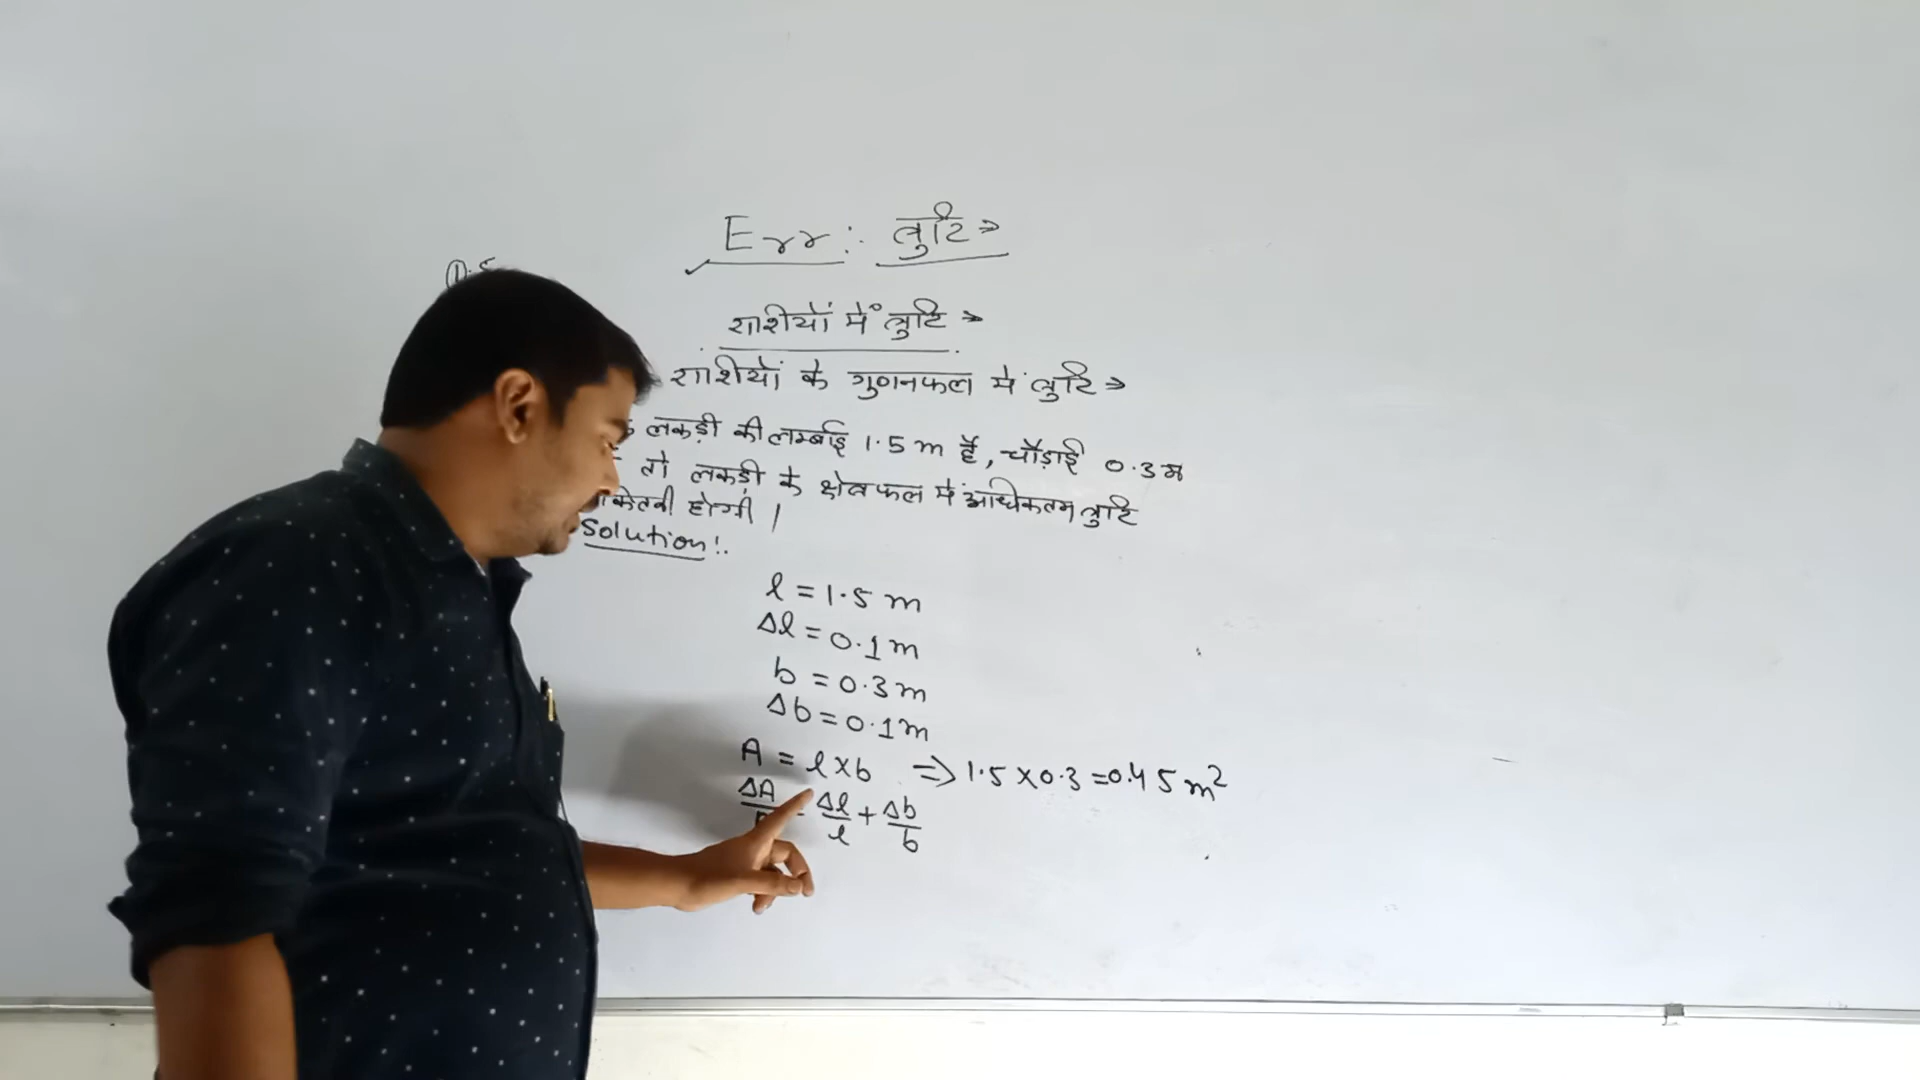 Err:- त्रुटि⇒
राशीयों में त्रुटि⇒
राशीयों के गुणनफल में त्रुटि⇒
लकड़ी की लम्बाई 1.5 m है, चौड़ाई 0.3 m
तो लकड़ी के क्षेत्रफल में अधिकतम त्रुटि
कितनी होगी |
Solution:-
l = 1.5 m
Δl = 0.1 m
b = 0.3 m
Δb = 0.1 m
A = l×b ⇒ 1.5 × 0.3 = 0.45 m²
ΔA/ = Δl/l + Δb/b